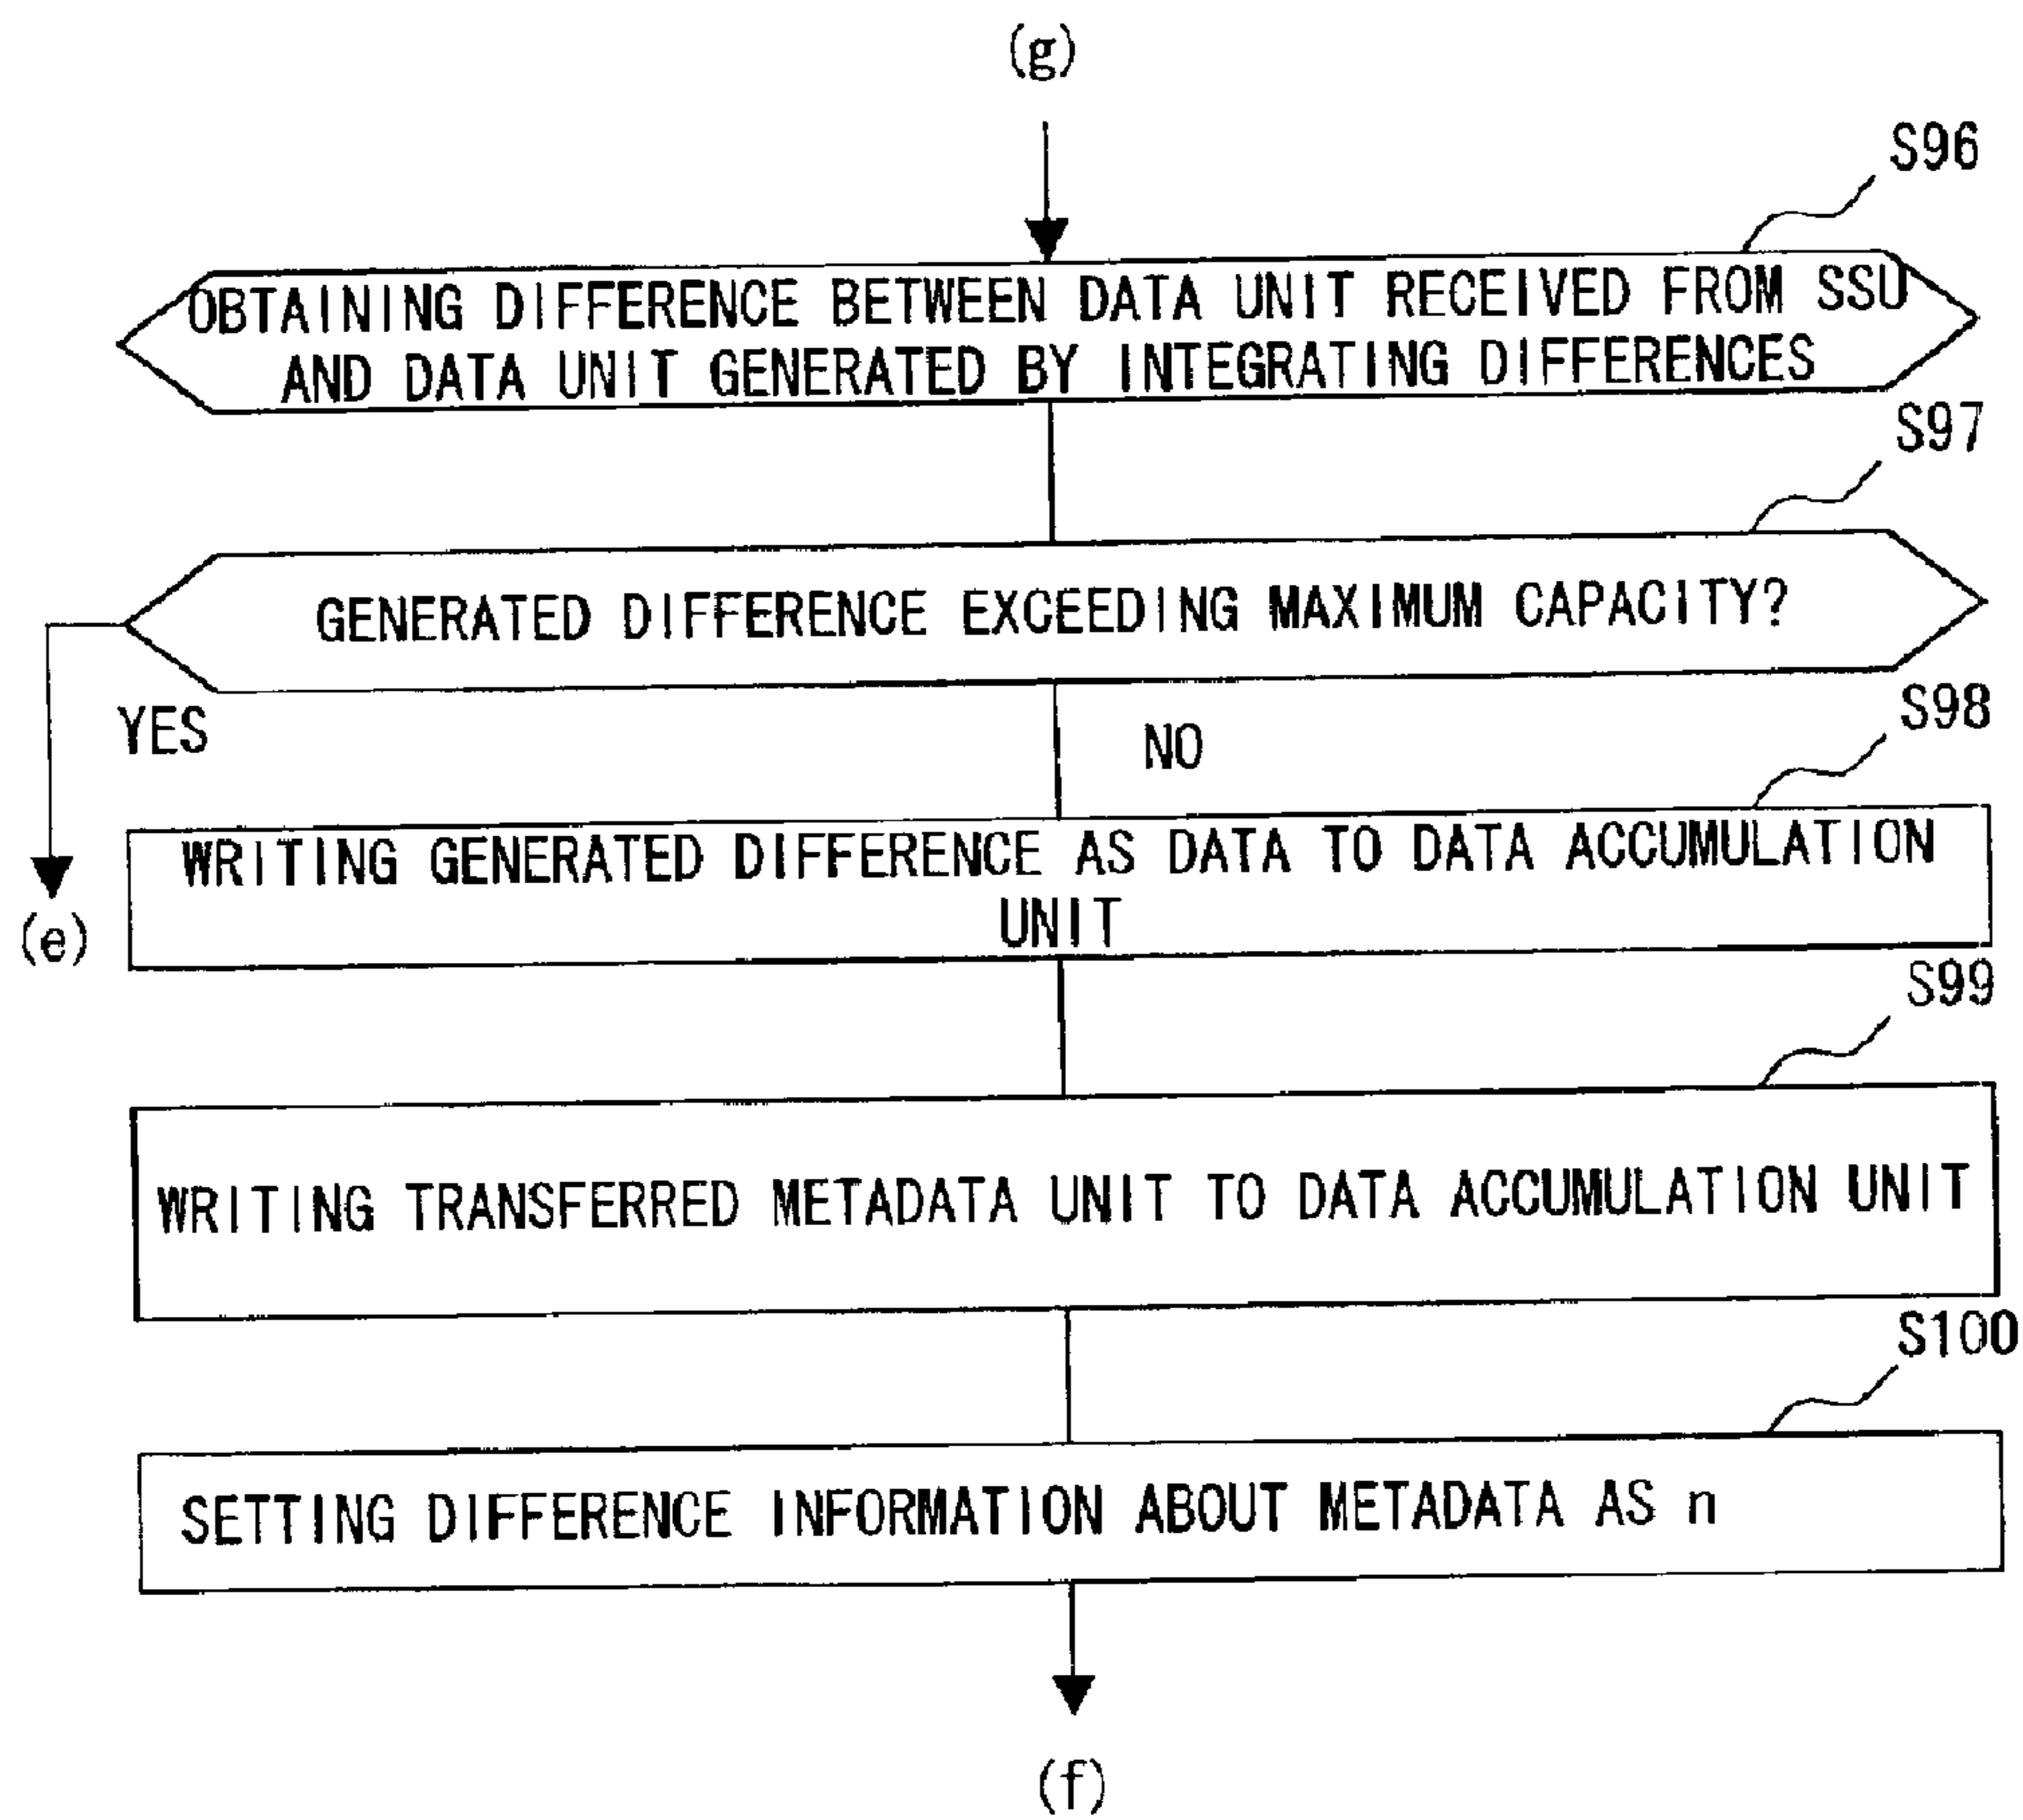 (g)
S96
OBTAINING DIFFERENCE BETWEEN DATA UNIT RECEIVED FROM SSU
AND DATA UNIT GENERATED BY INTEGRATING DIFFERENCES
S97
GENERATED DIFFERENCE EXCEEDING MAXIMUM CAPACITY?
YES
NO
S98
WRITING GENERATED DIFFERENCE AS DATA TO DATA ACCUMULATION
UNIT
(e)
S99
WRITING TRANSFERRED METADATA UNIT TO DATA ACCUMULATION UNIT
S100
SETTING DIFFERENCE INFORMATION ABOUT METADATA AS n
(f)